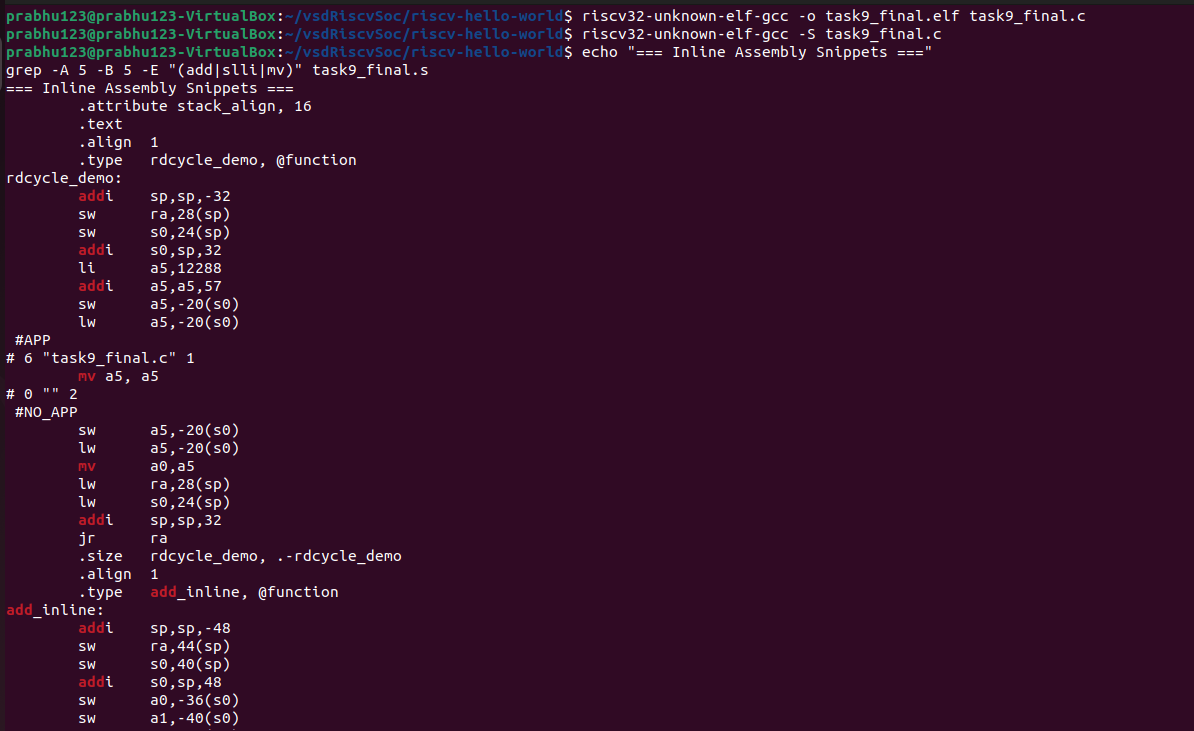 prabhu123@prabhu123-VirtualBox:~/vsdRiscvSoc/riscv-hello-world$ riscv32-unknown-elf-gcc -o task9_final.elf task9_final.c
prabhu123@prabhu123-VirtualBox:~/vsdRiscvSoc/riscv-hello-world$ riscv32-unknown-elf-gcc -S task9_final.c
prabhu123@prabhu123-VirtualBox:~/vsdRiscvSoc/riscv-hello-world$ echo "=== Inline Assembly Snippets ==="
grep -A 5 -B 5 -E "(add|slli|mv)" task9_final.s
=== Inline Assembly Snippets ===
        .attribute stack_align, 16
        .text
        .align  1
        .type   rdcycle_demo, @function
rdcycle_demo:
        addi    sp,sp,-32
        sw      ra,28(sp)
        sw      s0,24(sp)
        addi    s0,sp,32
        li      a5,12288
        addi    a5,a5,57
        sw      a5,-20(s0)
        lw      a5,-20(s0)
 #APP
# 6 "task9_final.c" 1
        mv a5, a5
# 0 "" 2
 #NO_APP
        sw      a5,-20(s0)
        lw      a5,-20(s0)
        mv      a0,a5
        lw      ra,28(sp)
        lw      s0,24(sp)
        addi    sp,sp,32
        jr      ra
        .size   rdcycle_demo, .-rdcycle_demo
        .align  1
        .type   add_inline, @function
add_inline:
        addi    sp,sp,-48
        sw      ra,44(sp)
        sw      s0,40(sp)
        addi    s0,sp,48
        sw      a0,-36(s0)
        sw      a1,-40(s0)